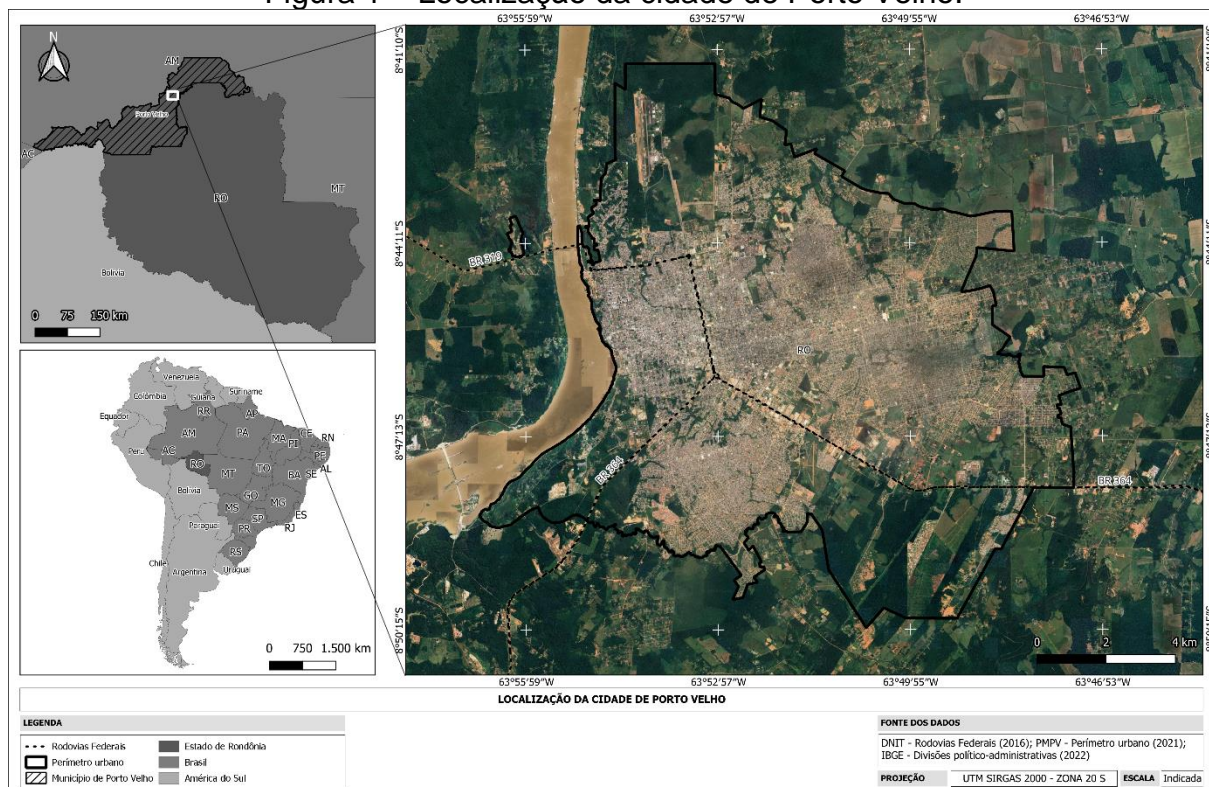 Figura 1 – Localização da cidade de Porto Velho.
63°55'59"W 63°52'57"W 63°49'55"W 63°46'53"W
8°41'10"S
8°44'11"S
8°47'13"S
8°50'15"S
N
AM
Porto Velho
AC
MT
RO
Bolívia
0 75 150 km
BR 319
RO
BR 364
BR 364
0 2 4 km
Venezuela
Colômbia
Guiana
Suriname
Equador
RR
AP
AM
PA
MA
CE
RN
PI
PE
Peru
AC
RO
TO
AL
SE
MT
BA
Bolívia
GO
MG
MS
ES
SP
RJ
Paraguai
PR
Chile
RS
Argentina
Uruguai
0 750 1.500 km
63°55'59"W 63°52'57"W 63°49'55"W 63°46'53"W
LOCALIZAÇÃO DA CIDADE DE PORTO VELHO
LEGENDA
Rodovias Federais
Perímetro urbano
Município de Porto Velho
Estado de Rondônia
Brasil
América do Sul
FONTE DOS DADOS
DNIT - Rodovias Federais (2016); PMPV - Perímetro urbano (2021);
IBGE - Divisões político-administrativas (2022)
PROJEÇÃO UTM SIRGAS 2000 - ZONA 20 S ESCALA Indicada